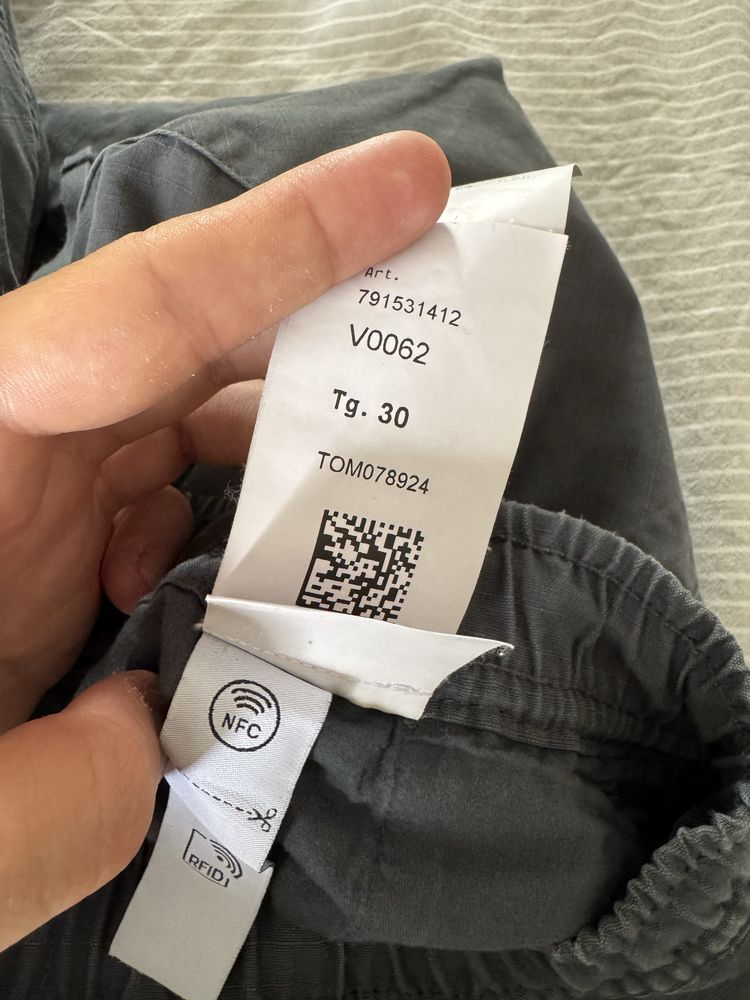 Art.
791531412
V0062
Tg. 30
TOM078924
NFC
RFID